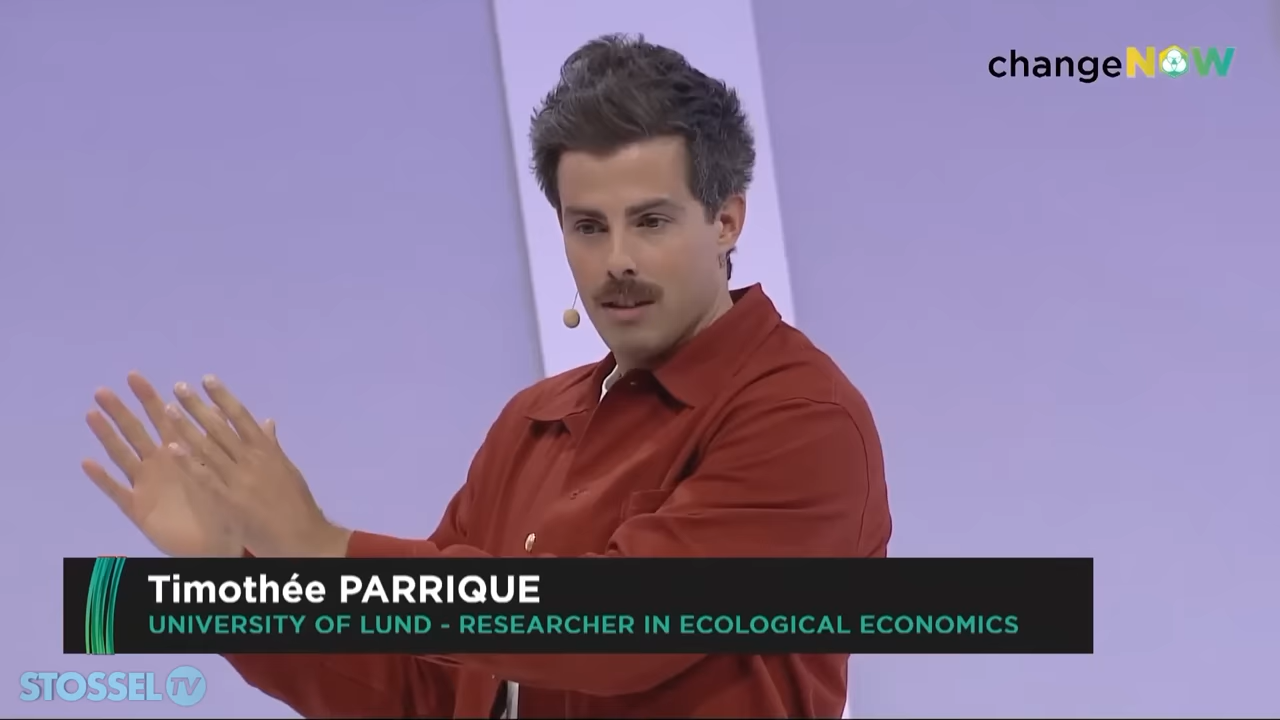 changeNOW
Timothée PARRIQUE
UNIVERSITY OF LUND - RESEARCHER IN ECOLOGICAL ECONOMICS
STOSSEL TV